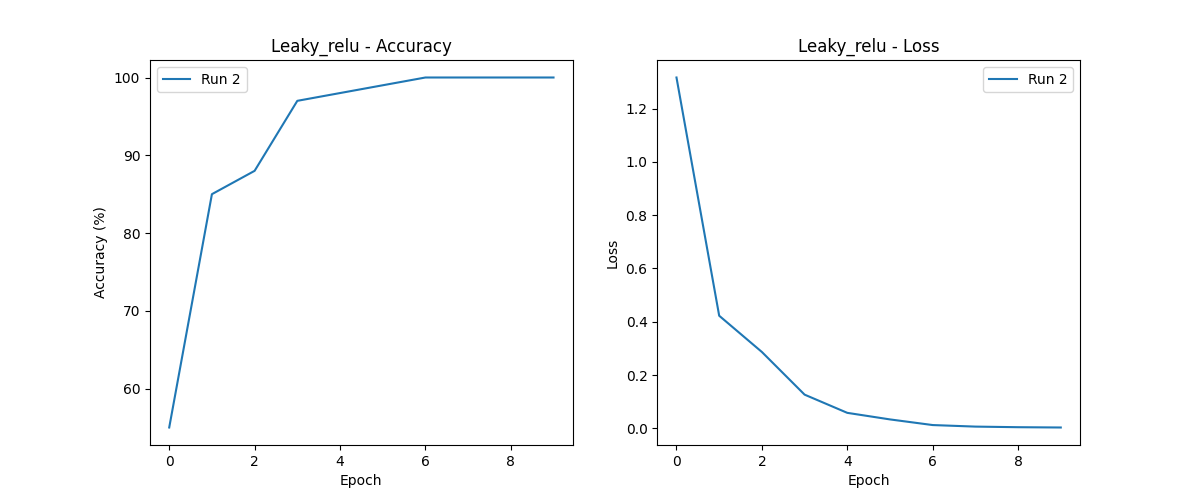 Leaky_relu - Accuracy
Run 2
100
90
80
70
60
Accuracy (%)
0 2 4 6 8
Epoch
Leaky_relu - Loss
Run 2
1.2
1.0
0.8
0.6
0.4
0.2
0.0
Loss
0 2 4 6 8
Epoch